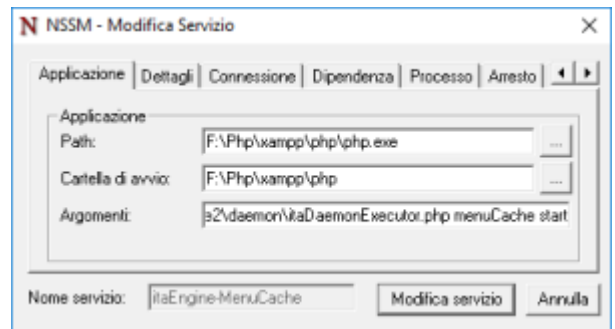 NSSM - Modifica Servizio
Applicazione Dettagli Connessione Dipendenza Processo Arresto
Applicazione
Path: F:\Php\xampp\php\php.exe ...
Cartella di avvio: F:\Php\xampp\php ...
Argomenti: e2\daemon\itaDaemonExecutor.php menuCache start
Nome servizio: itaEngine-MenuCache Modifica servizio Annulla